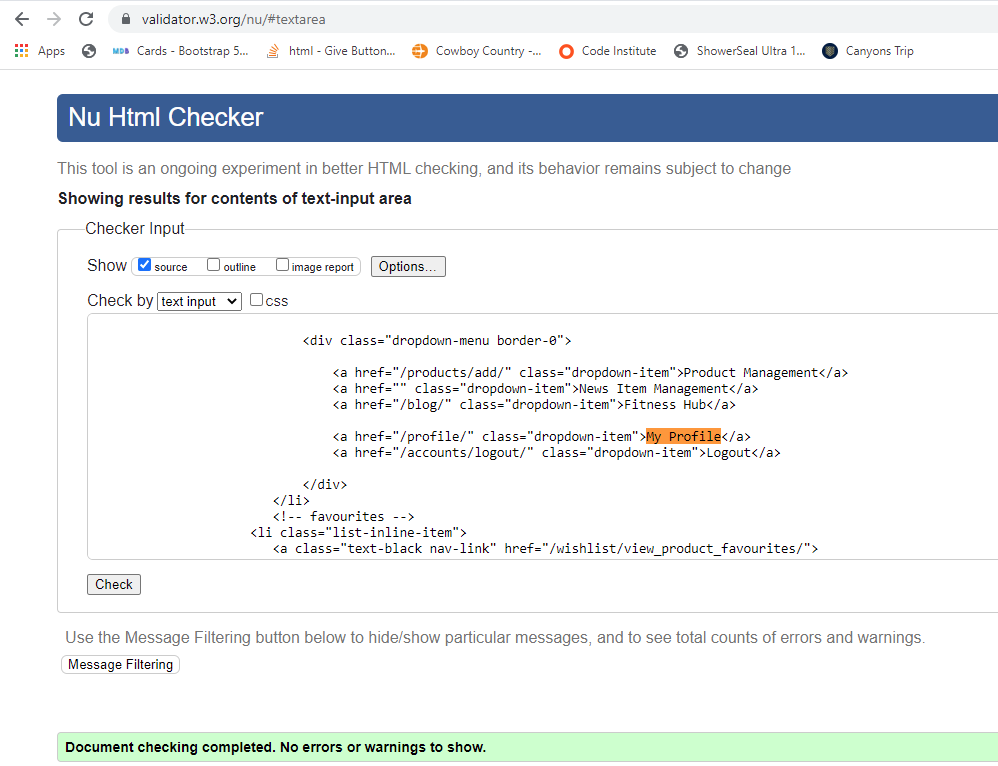 validator.w3.org/nu/#textarea
Apps Cards - Bootstrap 5... html - Give Button... Cowboy Country -... Code Institute ShowerSeal Ultra 1... Canyons Trip
Nu Html Checker
This tool is an ongoing experiment in better HTML checking, and its behavior remains subject to change
Showing results for contents of text-input area
Checker Input
Show source outline image report Options...
Check by text input css
<div class="dropdown-menu border-0">
<a href="/products/add/" class="dropdown-item">Product Management</a>
<a href="" class="dropdown-item">News Item Management</a>
<a href="/blog/" class="dropdown-item">Fitness Hub</a>
<a href="/profile/" class="dropdown-item">My Profile</a>
<a href="/accounts/logout/" class="dropdown-item">Logout</a>
</div>
</li>
<!-- favourites -->
<li class="list-inline-item">
<a class="text-black nav-link" href="/wishlist/view_product_favourites/">
Check
Use the Message Filtering button below to hide/show particular messages, and to see total counts of errors and warnings.
Message Filtering
Document checking completed. No errors or warnings to show.